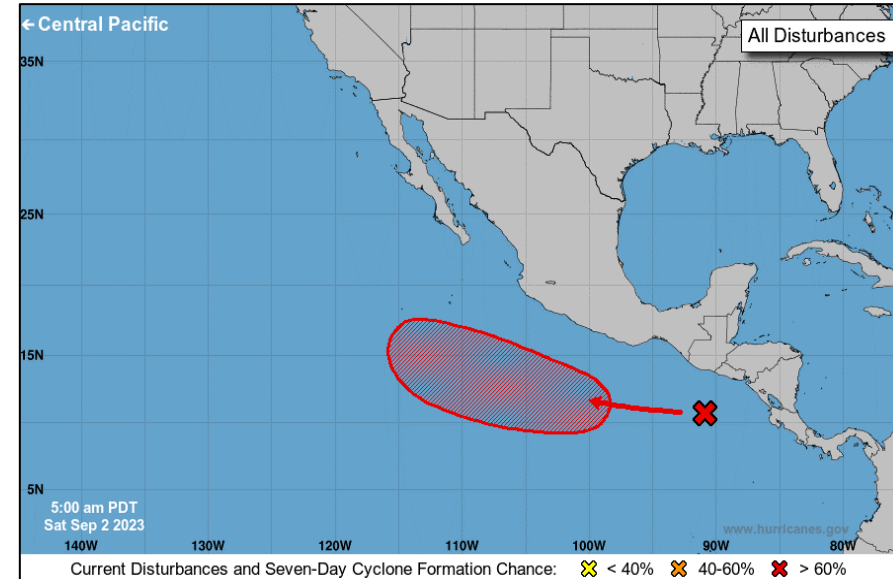 ← Central Pacific
All Disturbances
35N
25N
15N
5N
5:00 am PDT
Sat Sep 2 2023
www.hurricanes.gov
140W 130W 120W 110W 100W 90W 80W
Current Disturbances and Seven-Day Cyclone Formation Chance: < 40% 40-60% > 60%